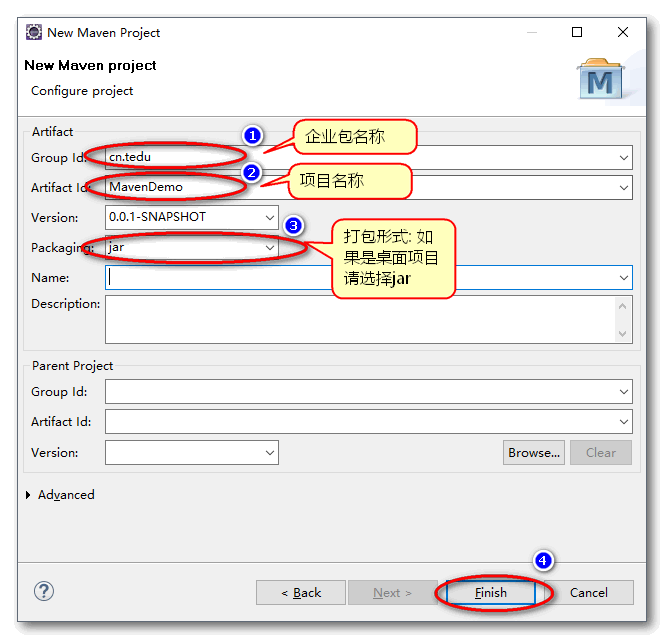 New Maven Project
New Maven project
Configure project
M
Artifact
1
企业包名称
Group Id:
cn.tedu
2
项目名称
Artifact Id:
MavenDemo
Version:
0.0.1-SNAPSHOT
3
Packaging:
jar
打包形式: 如
果是桌面项目
请选择jar
Name:
Description:
Parent Project
Group Id:
Artifact Id:
Version:
Browse...
Clear
Advanced
4
?
< Back
Next >
Finish
Cancel